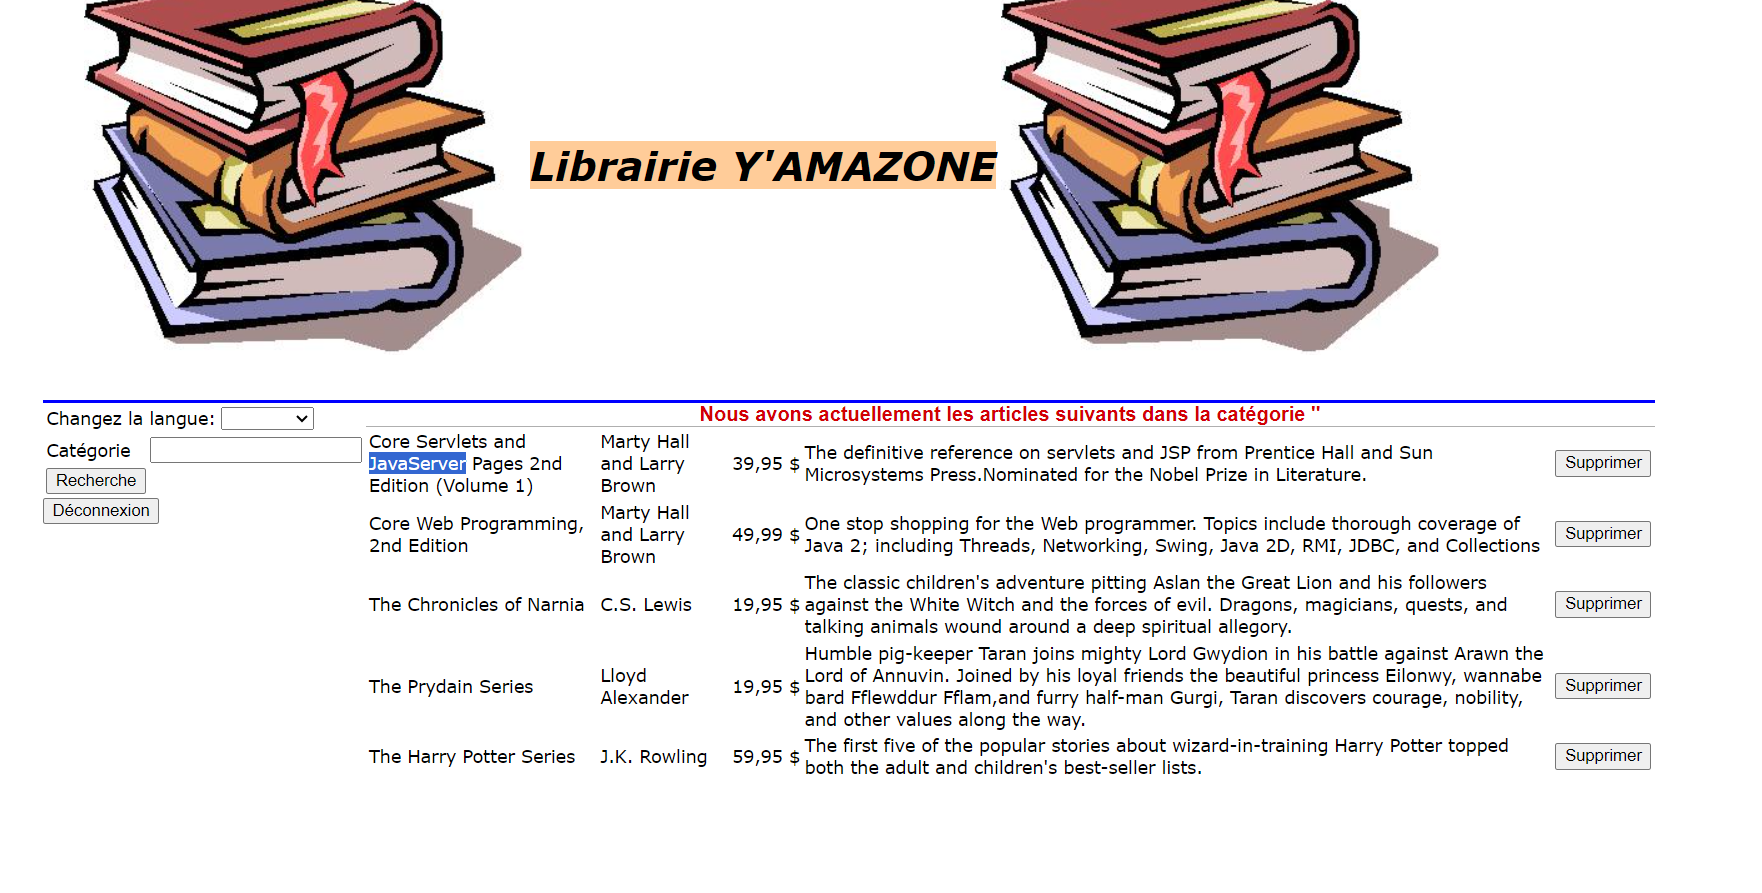 Librairie Y'AMAZONE
Changez la langue:
Catégorie
Recherche
Déconnexion
Nous avons actuellement les articles suivants dans la catégorie "
Core Servlets and
JavaServer Pages 2nd
Edition (Volume 1)
Marty Hall
and Larry
Brown
39,95 $
The definitive reference on servlets and JSP from Prentice Hall and Sun
Microsystems Press.Nominated for the Nobel Prize in Literature.
Supprimer
Core Web Programming,
2nd Edition
Marty Hall
and Larry
Brown
49,99 $
One stop shopping for the Web programmer. Topics include thorough coverage of
Java 2; including Threads, Networking, Swing, Java 2D, RMI, JDBC, and Collections
Supprimer
The Chronicles of Narnia
C.S. Lewis
19,95 $
The classic children's adventure pitting Aslan the Great Lion and his followers
against the White Witch and the forces of evil. Dragons, magicians, quests, and
talking animals wound around a deep spiritual allegory.
Supprimer
The Prydain Series
Lloyd
Alexander
19,95 $
Humble pig-keeper Taran joins mighty Lord Gwydion in his battle against Arawn the
Lord of Annuvin. Joined by his loyal friends the beautiful princess Eilonwy, wannabe
bard Fflewddur Fflam,and furry half-man Gurgi, Taran discovers courage, nobility,
and other values along the way.
Supprimer
The Harry Potter Series
J.K. Rowling
59,95 $
The first five of the popular stories about wizard-in-training Harry Potter topped
both the adult and children's best-seller lists.
Supprimer